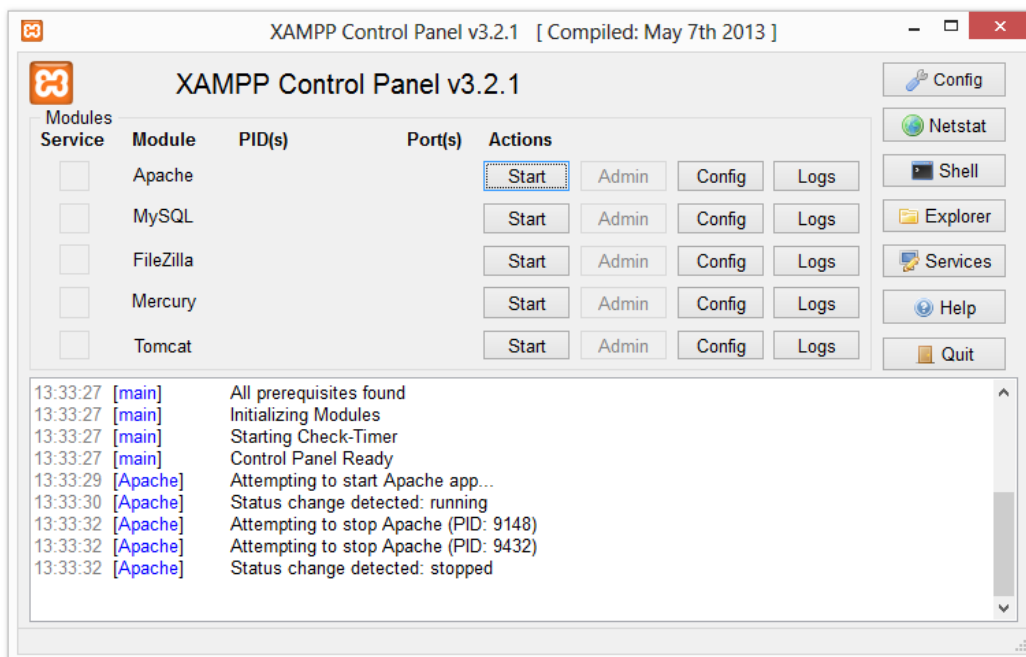 XAMPP Control Panel v3.2.1 [ Compiled: May 7th 2013 ]
XAMPP Control Panel v3.2.1
Config
Modules
Service Module PID(s) Port(s) Actions
Netstat
Apache Start Admin Config Logs
Shell
MySQL Start Admin Config Logs
Explorer
FileZilla Start Admin Config Logs
Services
Mercury Start Admin Config Logs
Help
Tomcat Start Admin Config Logs
Quit
13:33:27 [main] All prerequisites found
13:33:27 [main] Initializing Modules
13:33:27 [main] Starting Check-Timer
13:33:27 [main] Control Panel Ready
13:33:29 [Apache] Attempting to start Apache app...
13:33:30 [Apache] Status change detected: running
13:33:32 [Apache] Attempting to stop Apache (PID: 9148)
13:33:32 [Apache] Attempting to stop Apache (PID: 9432)
13:33:32 [Apache] Status change detected: stopped